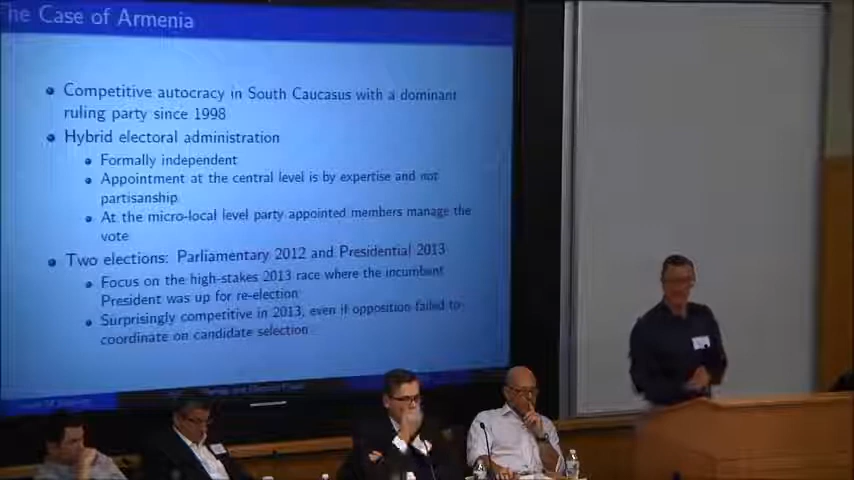 The Case of Armenia
Competitive autocracy in South Caucasus with a dominant
ruling party since 1998
Hybrid electoral administration
Formally independent
Appointment at the central level is by expertise and not
partisanship
At the micro-local level party appointed members manage the
vote
Two elections: Parliamentary 2012 and Presidential 2013
Focus on the high-stakes 2013 race where the incumbent
President was up for re-election
Surprisingly competitive in 2013, even if opposition failed to
coordinate on candidate selection